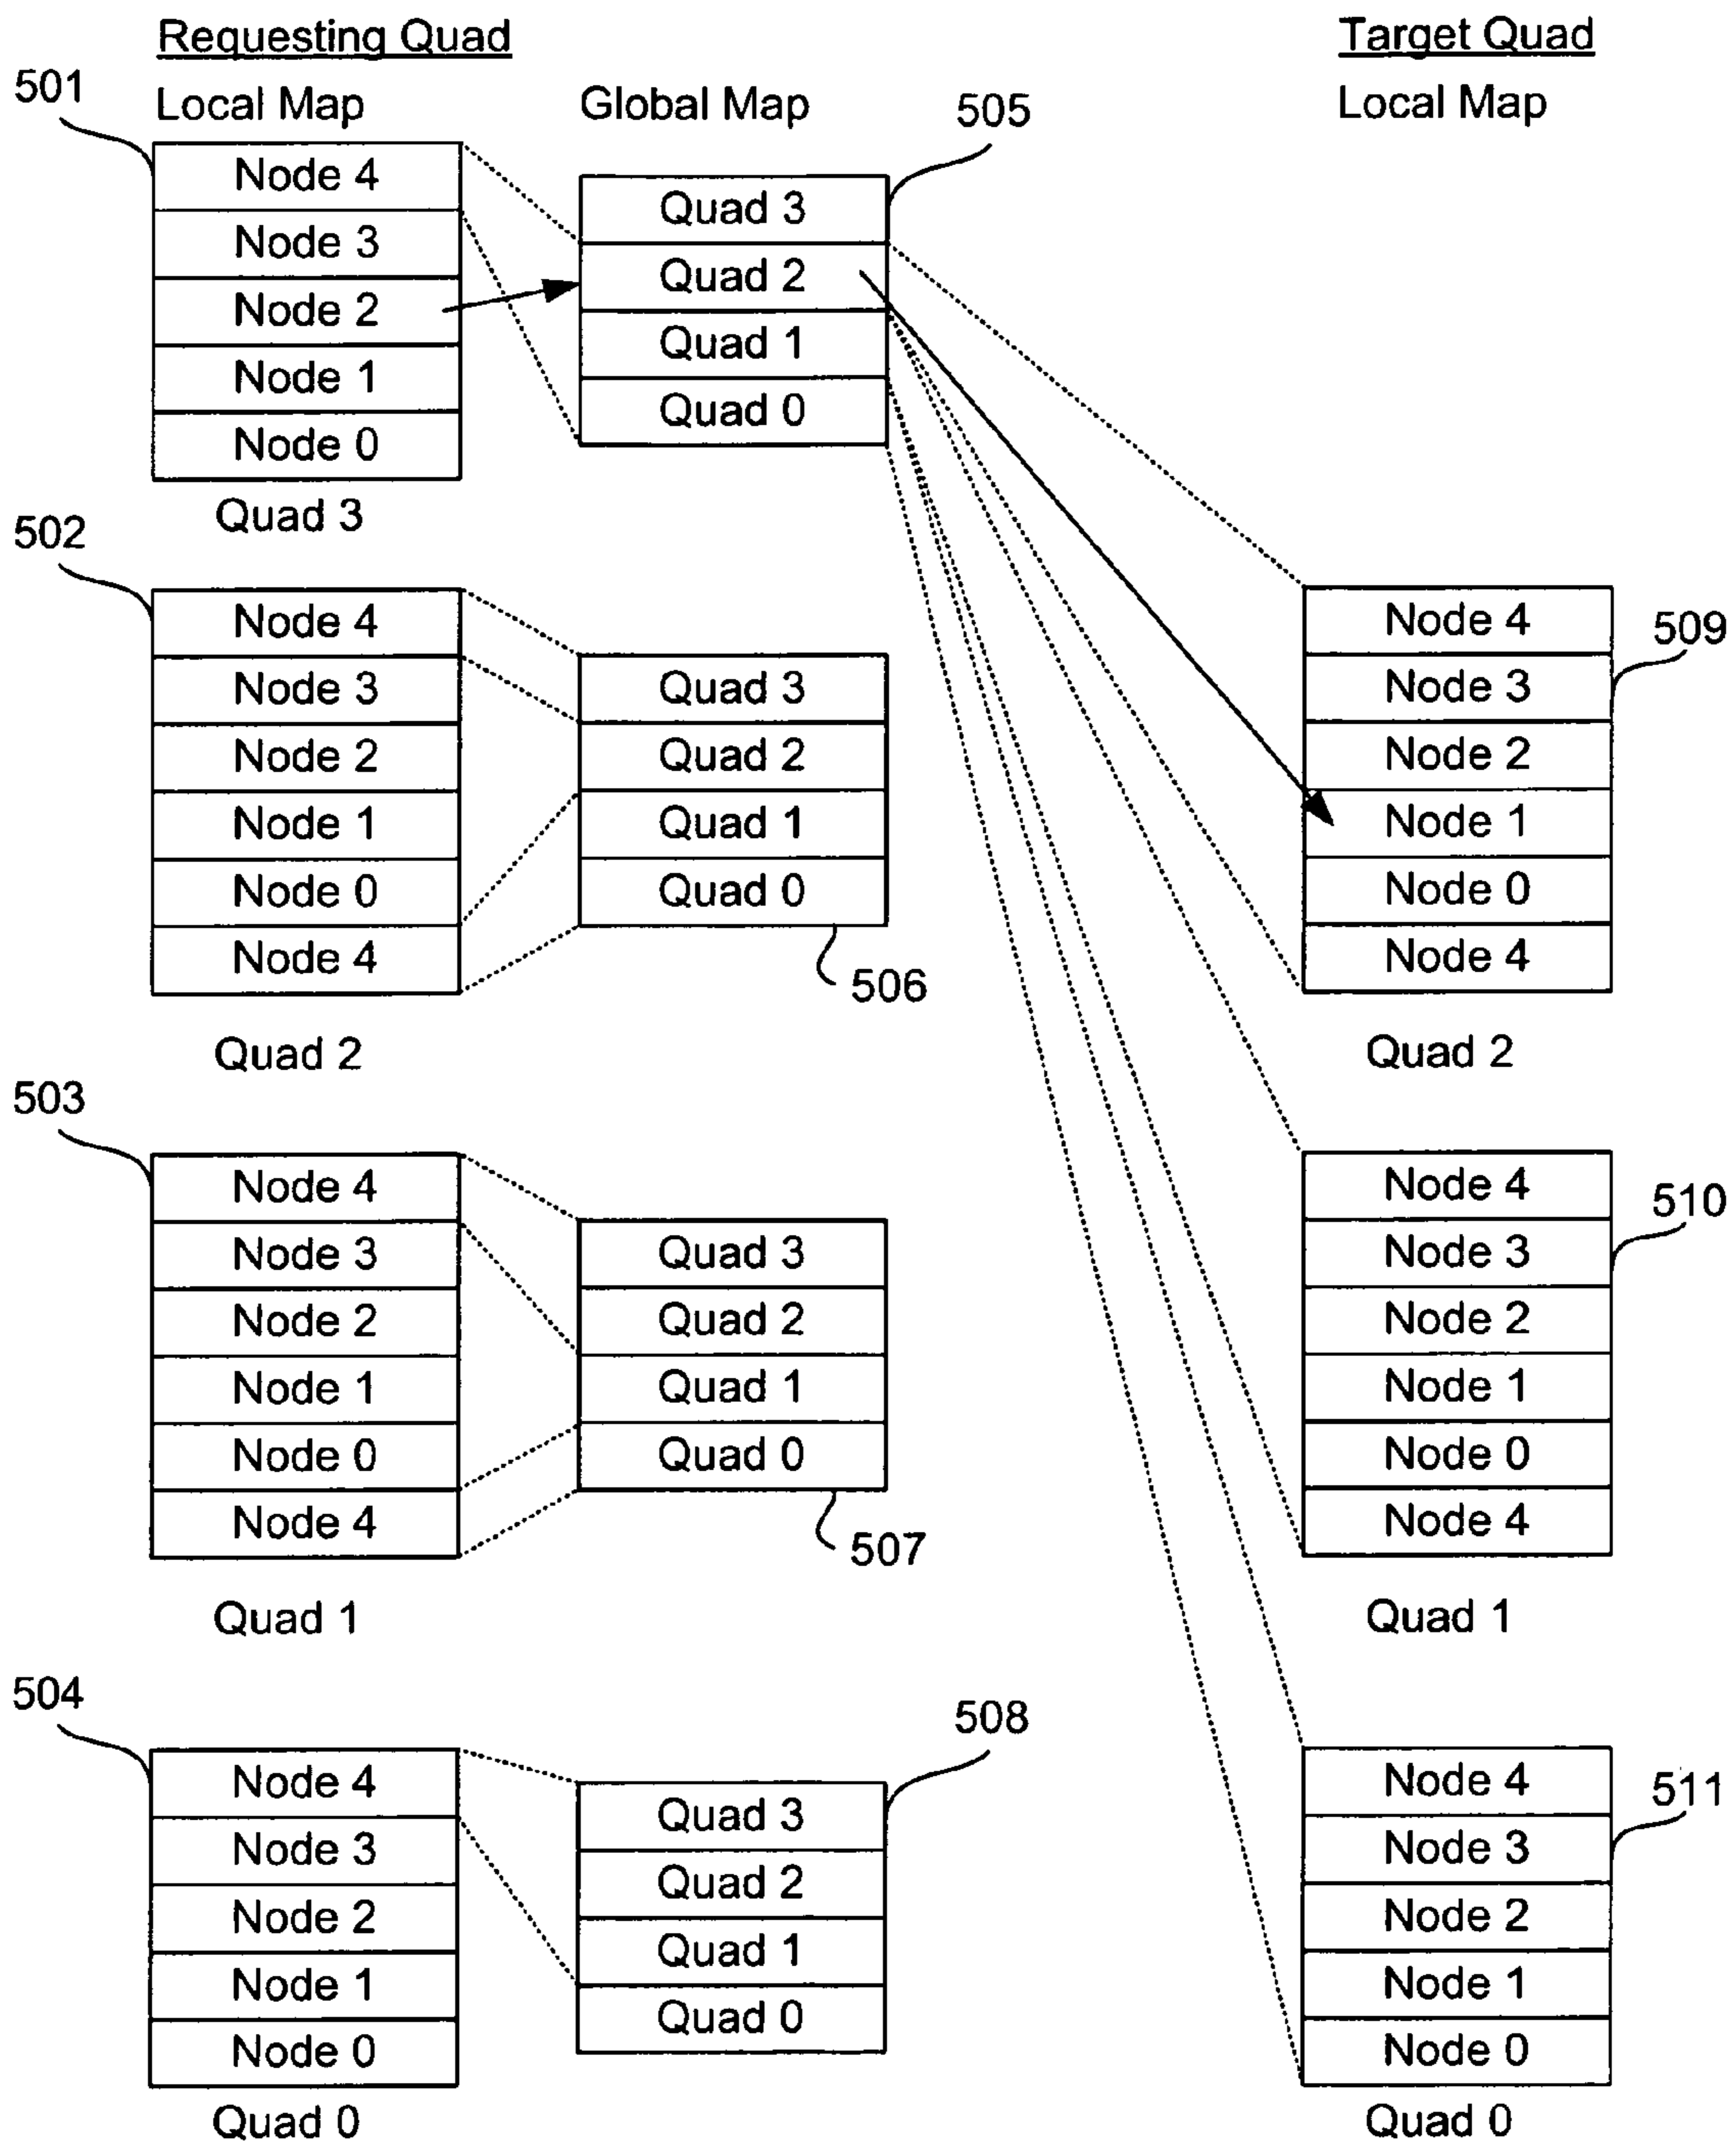 Requesting Quad
Target Quad
501
Local Map
Global Map
505
Local Map
Node 4
Node 3
Node 2
Node 1
Node 0
Quad 3
Quad 3
Quad 2
Quad 1
Quad 0
502
Node 4
Node 3
Node 2
Node 1
Node 0
Node 4
Quad 2
Quad 3
Quad 2
Quad 1
Quad 0
506
Node 4
Node 3
Node 2
Node 1
Node 0
Node 4
Quad 2
509
503
Node 4
Node 3
Node 2
Node 1
Node 0
Node 4
Quad 1
Quad 3
Quad 2
Quad 1
Quad 0
507
Node 4
Node 3
Node 2
Node 1
Node 0
Node 4
Quad 1
510
504
Node 4
Node 3
Node 2
Node 1
Node 0
Quad 0
508
Quad 3
Quad 2
Quad 1
Quad 0
Node 4
Node 3
Node 2
Node 1
Node 0
Quad 0
511